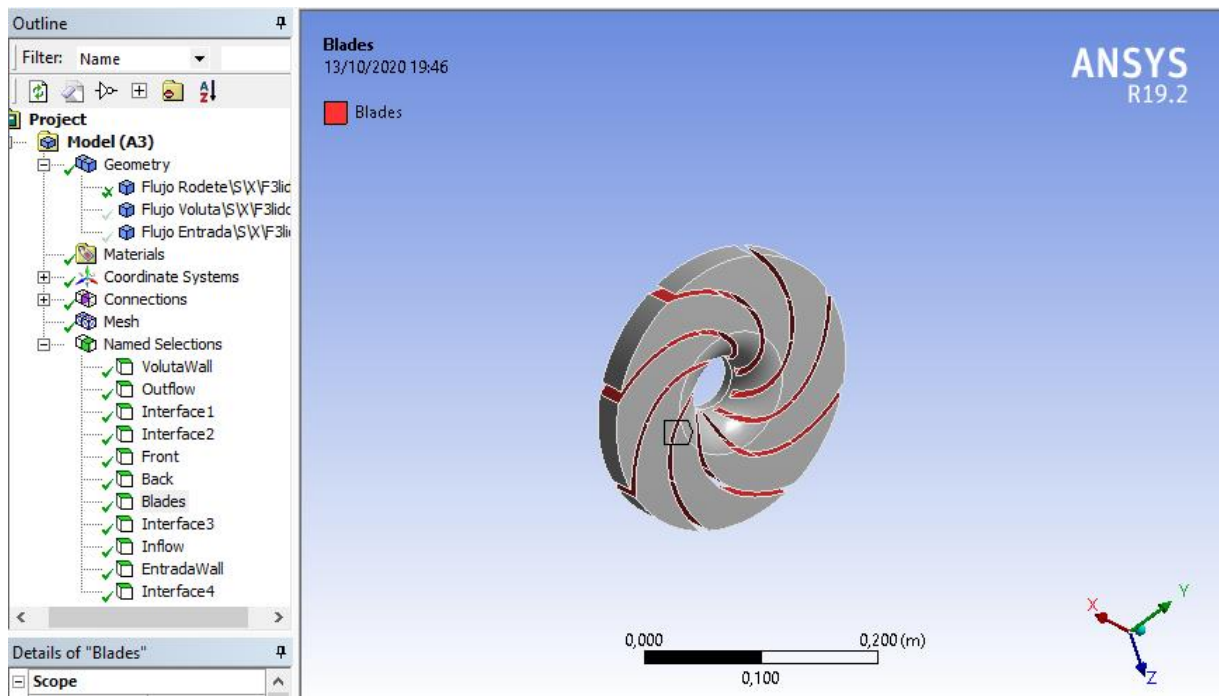 Outline
Filter: Name
Project
Model (A3)
Geometry
Flujo Rodete\S\X\F3lid
Flujo Voluta\S\X\F3lidc
Flujo Entrada\S\X\F3li
Materials
Coordinate Systems
Connections
Mesh
Named Selections
VolutaWall
Outflow
Interface1
Interface2
Front
Back
Blades
Interface3
Inflow
EntradaWall
Interface4
Details of "Blades"
Scope
Blades
13/10/2020 19:46
Blades
ANSYS
R19.2
0,000
0,200 (m)
0,100
X
Y
Z